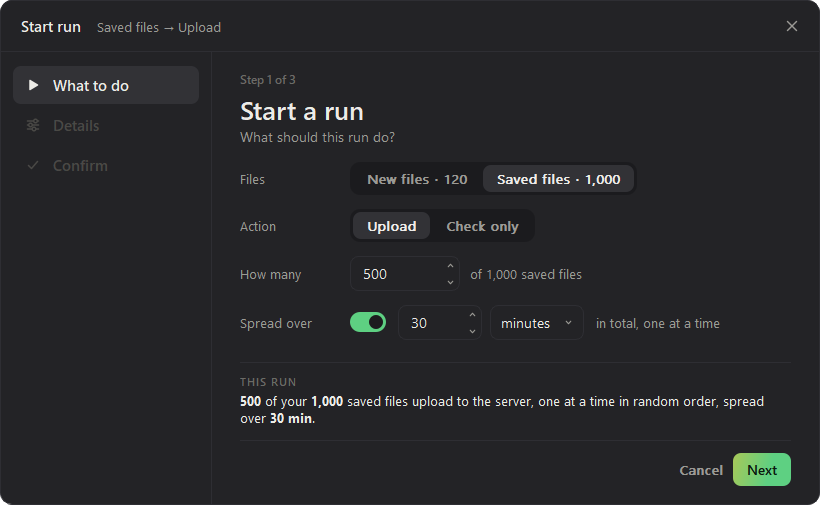 Start run Saved files → Upload
What to do
Details
Confirm
Step 1 of 3
Start a run
What should this run do?
Files New files · 120 Saved files · 1,000
Action Upload Check only
How many 500 of 1,000 saved files
Spread over 30 minutes in total, one at a time
THIS RUN
500 of your 1,000 saved files upload to the server, one at a time in random order, spread
over 30 min.
Cancel Next